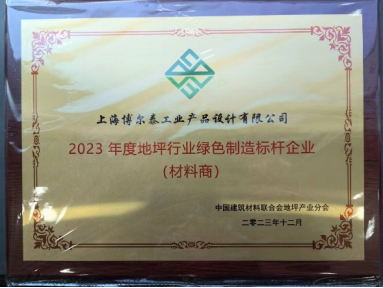 上海博尔泰工业产品设计有限公司
2023 年度地坪行业绿色制造标杆企业
（材料商）
中国建筑材料联合会地坪产业分会
二零二三年十二月